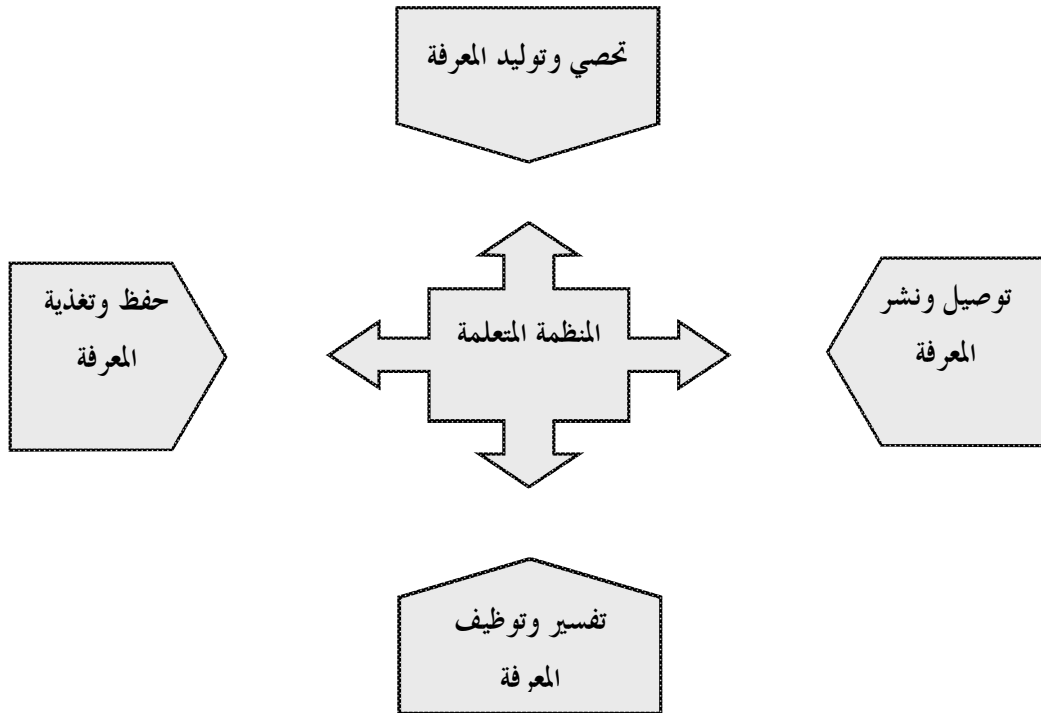 تحصي وتوليد المعرفة
توصيل ونشر
المعرفة
المنظمة المتعلمة
حفظ وتغذية
المعرفة
تفسير وتوظيف
المعرفة